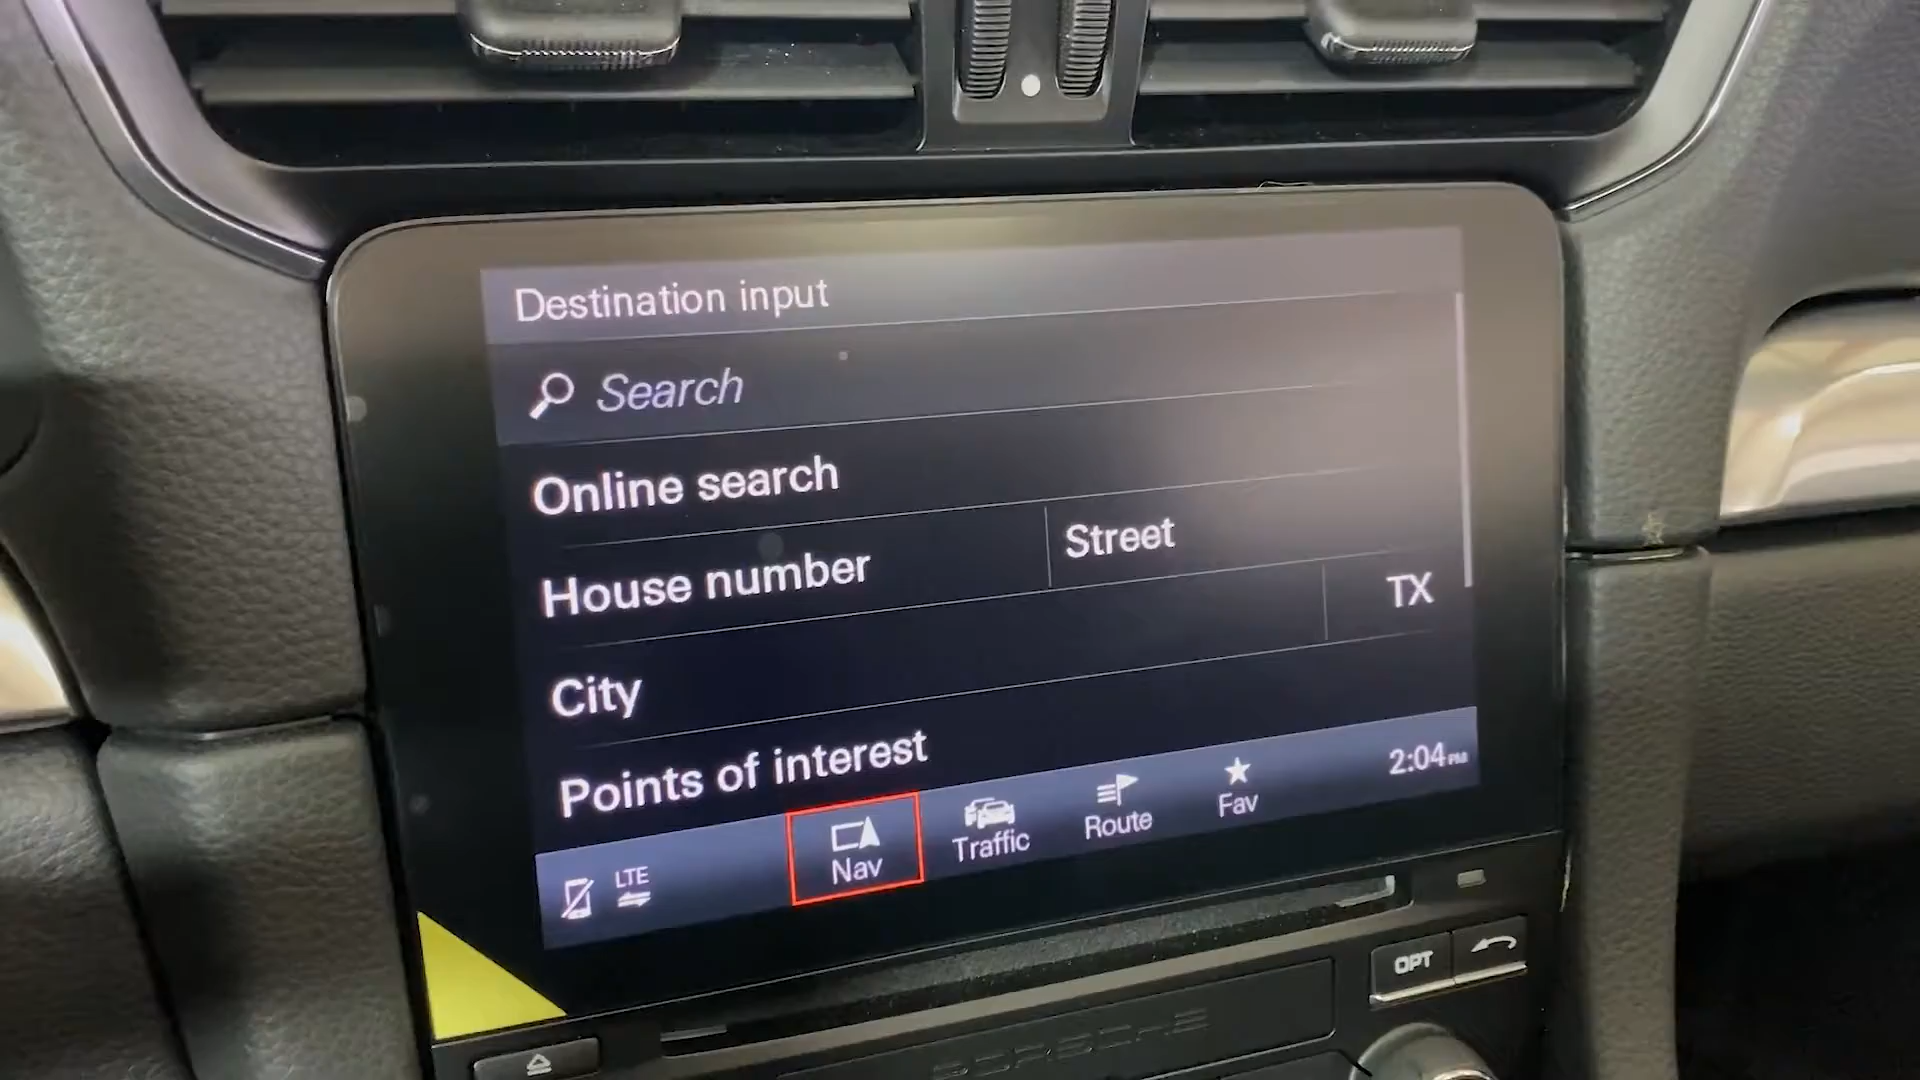 Destination input
Search
Online search
House number Street
City TX
Points of interest
LTE Nav Traffic Route Fav 2:04 PM
OPT
PORSCHE